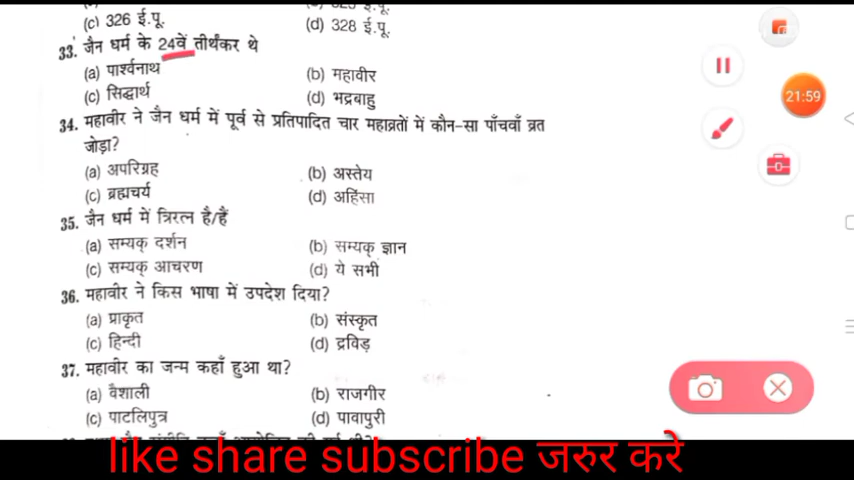 (c) 326 ई.पू.	(d) 328 ई.पू.
33. जैन धर्म के 24वें तीर्थंकर थे
(a) पार्श्वनाथ	(b) महावीर
(c) सिद्धार्थ	(d) भद्रबाहु
34. महावीर ने जैन धर्म में पूर्व से प्रतिपादित चार महाव्रतों में कौन-सा पाँचवाँ व्रत
जोड़ा?
(a) अपरिग्रह	(b) अस्तेय
(c) ब्रह्मचर्य	(d) अहिंसा
35. जैन धर्म में त्रिरत्न है/हैं
(a) सम्यक् दर्शन	(b) सम्यक् ज्ञान
(c) सम्यक् आचरण	(d) ये सभी
36. महावीर ने किस भाषा में उपदेश दिया?
(a) प्राकृत	(b) संस्कृत
(c) हिन्दी	(d) द्रविड़
37. महावीर का जन्म कहाँ हुआ था?
(a) वैशाली	(b) राजगीर
(c) पाटलिपुत्र	(d) पावापुरी
21:59
like share subscribe जरुर करे